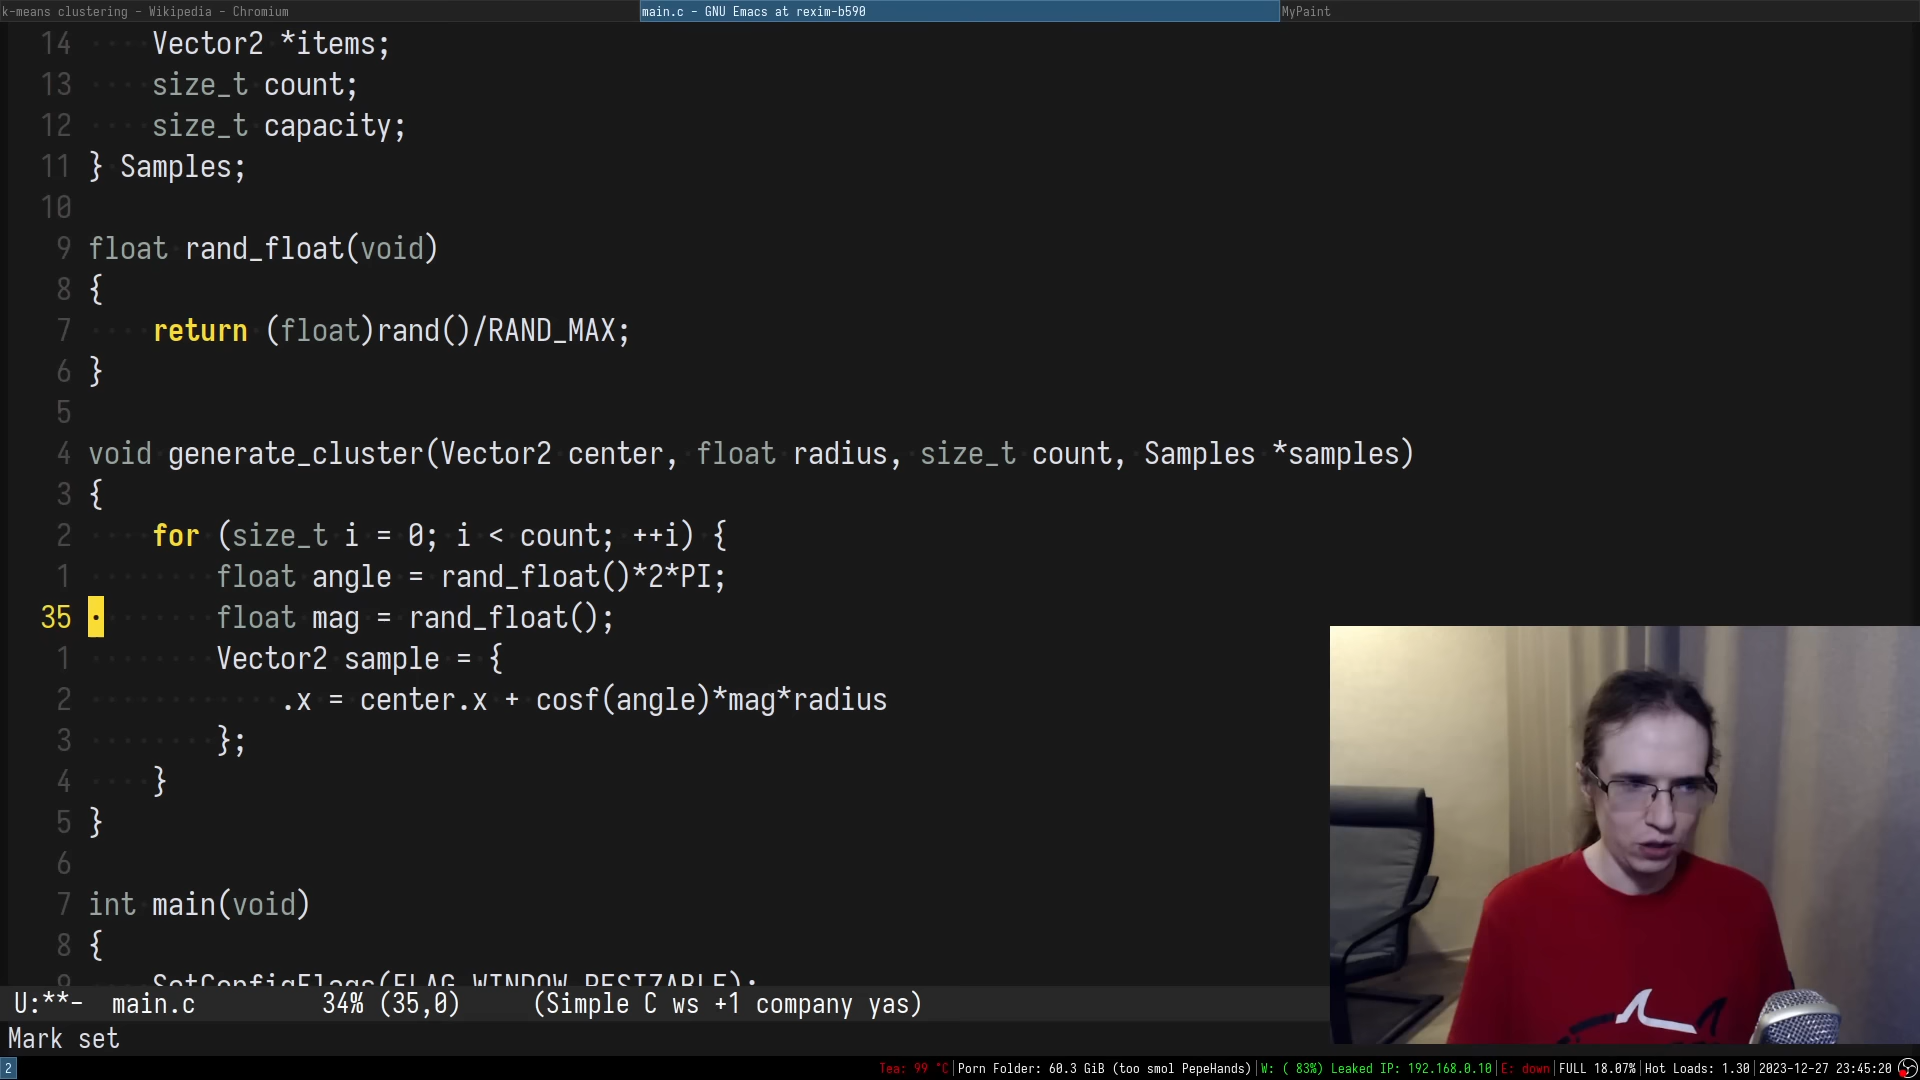 k-means clustering - Wikipedia - Chromium
main.c - GNU Emacs at rexim-b590
MyPaint
14 Vector2 *items;
13 size_t count;
12 size_t capacity;
11 } Samples;
10
9 float rand_float(void)
8 {
7 return (float)rand()/RAND_MAX;
6 }
5
4 void generate_cluster(Vector2 center, float radius, size_t count, Samples *samples)
3 {
2 for (size_t i = 0; i < count; ++i) {
1 float angle = rand_float()*2*PI;
35 float mag = rand_float();
1 Vector2 sample = {
2 .x = center.x + cosf(angle)*mag*radius
3 };
4 }
5 }
6
7 int main(void)
8 {
9 SetConfigFlags(FLAG_WINDOW_RESIZABLE);
U:**- main.c 34% (35,0) (Simple C ws +1 company yas)
Mark set
2
Tea: 99 °C|Porn Folder: 60.3 GiB (too smol PepeHands)|W: ( 83%) Leaked IP: 192.168.0.10|E: down|FULL 18.07%|Hot Loads: 1.30|2023-12-27 23:45:20